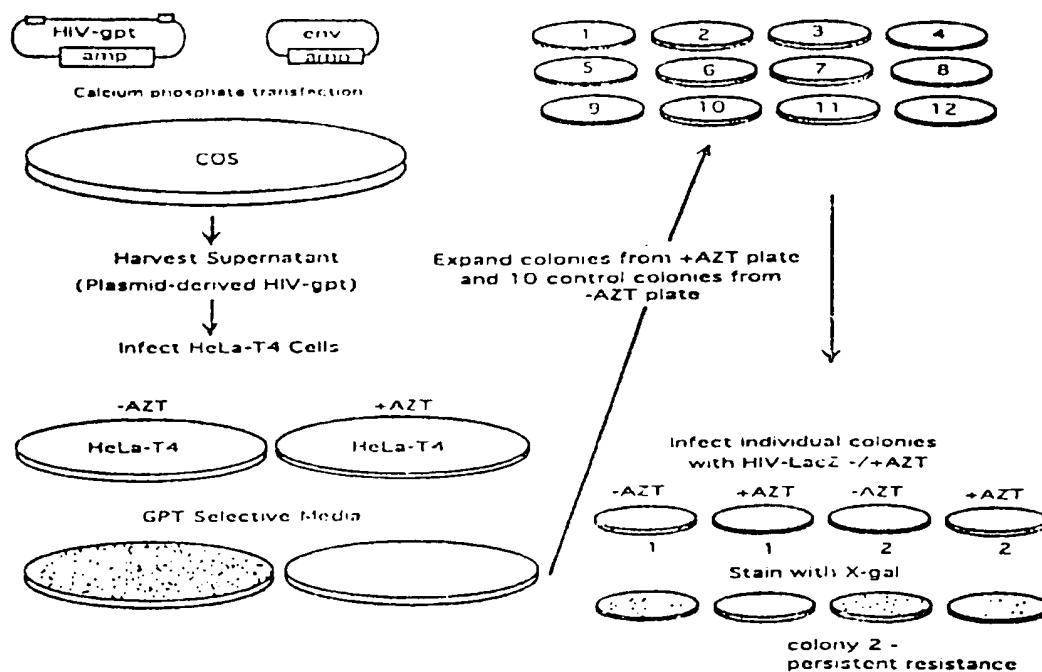 HIV-gpt
amp
env
amp
Calcium phosphate transfection
COS
Harvest Supernatant
(Plasmid-derived HIV-gpt)
Infect HeLa-T4 Cells
-AZT
+AZT
HeLa-T4
HeLa-T4
GPT Selective Media
1
2
3
4
5
6
7
8
9
10
11
12
Expand colonies from +AZT plate
and 10 control colonies from
-AZT plate
Infect individual colonies
with HIV-LacZ -/+AZT
-AZT
+AZT
-AZT
+AZT
1
1
2
2
Stain with X-gal
colony 2 -
persistent resistance